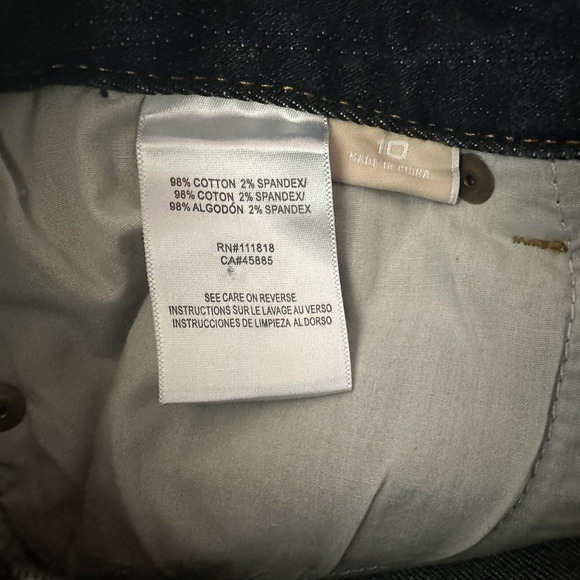 98% COTTON 2% SPANDEX/
98% COTON 2% SPANDEX/
98% ALGODÓN 2% SPANDEX
RN#111818
CA#45885
SEE CARE ON REVERSE
INSTRUCTIONS SUR LE LAVAGE AU VERSO
INSTRUCCIONES DE LIMPIEZA AL DORSO
10
MADE IN CHINA